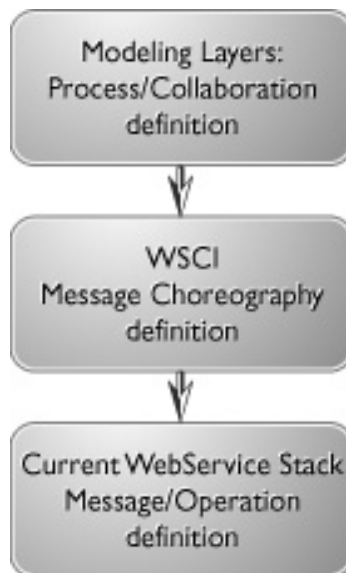 Modeling Layers:
Process/Collaboration
definition
WSCI
Message Choreography
definition
Current WebService Stack
Message/Operation
definition